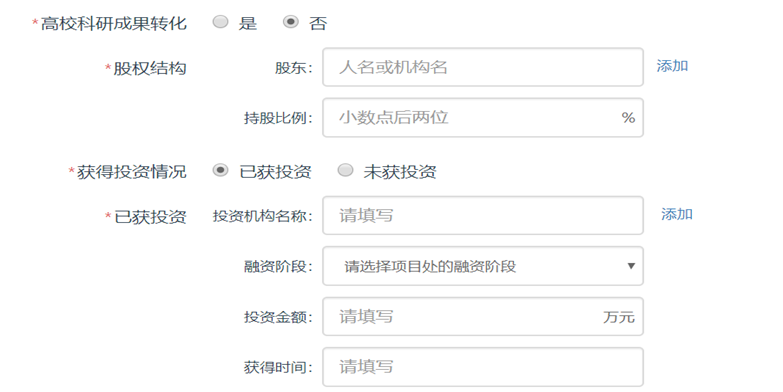 *高校科研成果转化 是 否
*股权结构 股东: 人名或机构名 添加
持股比例: 小数点后两位 %
*获得投资情况 已获投资 未获投资
*已获投资 投资机构名称: 请填写 添加
融资阶段: 请选择项目处的融资阶段
投资金额: 请填写 万元
获得时间: 请填写